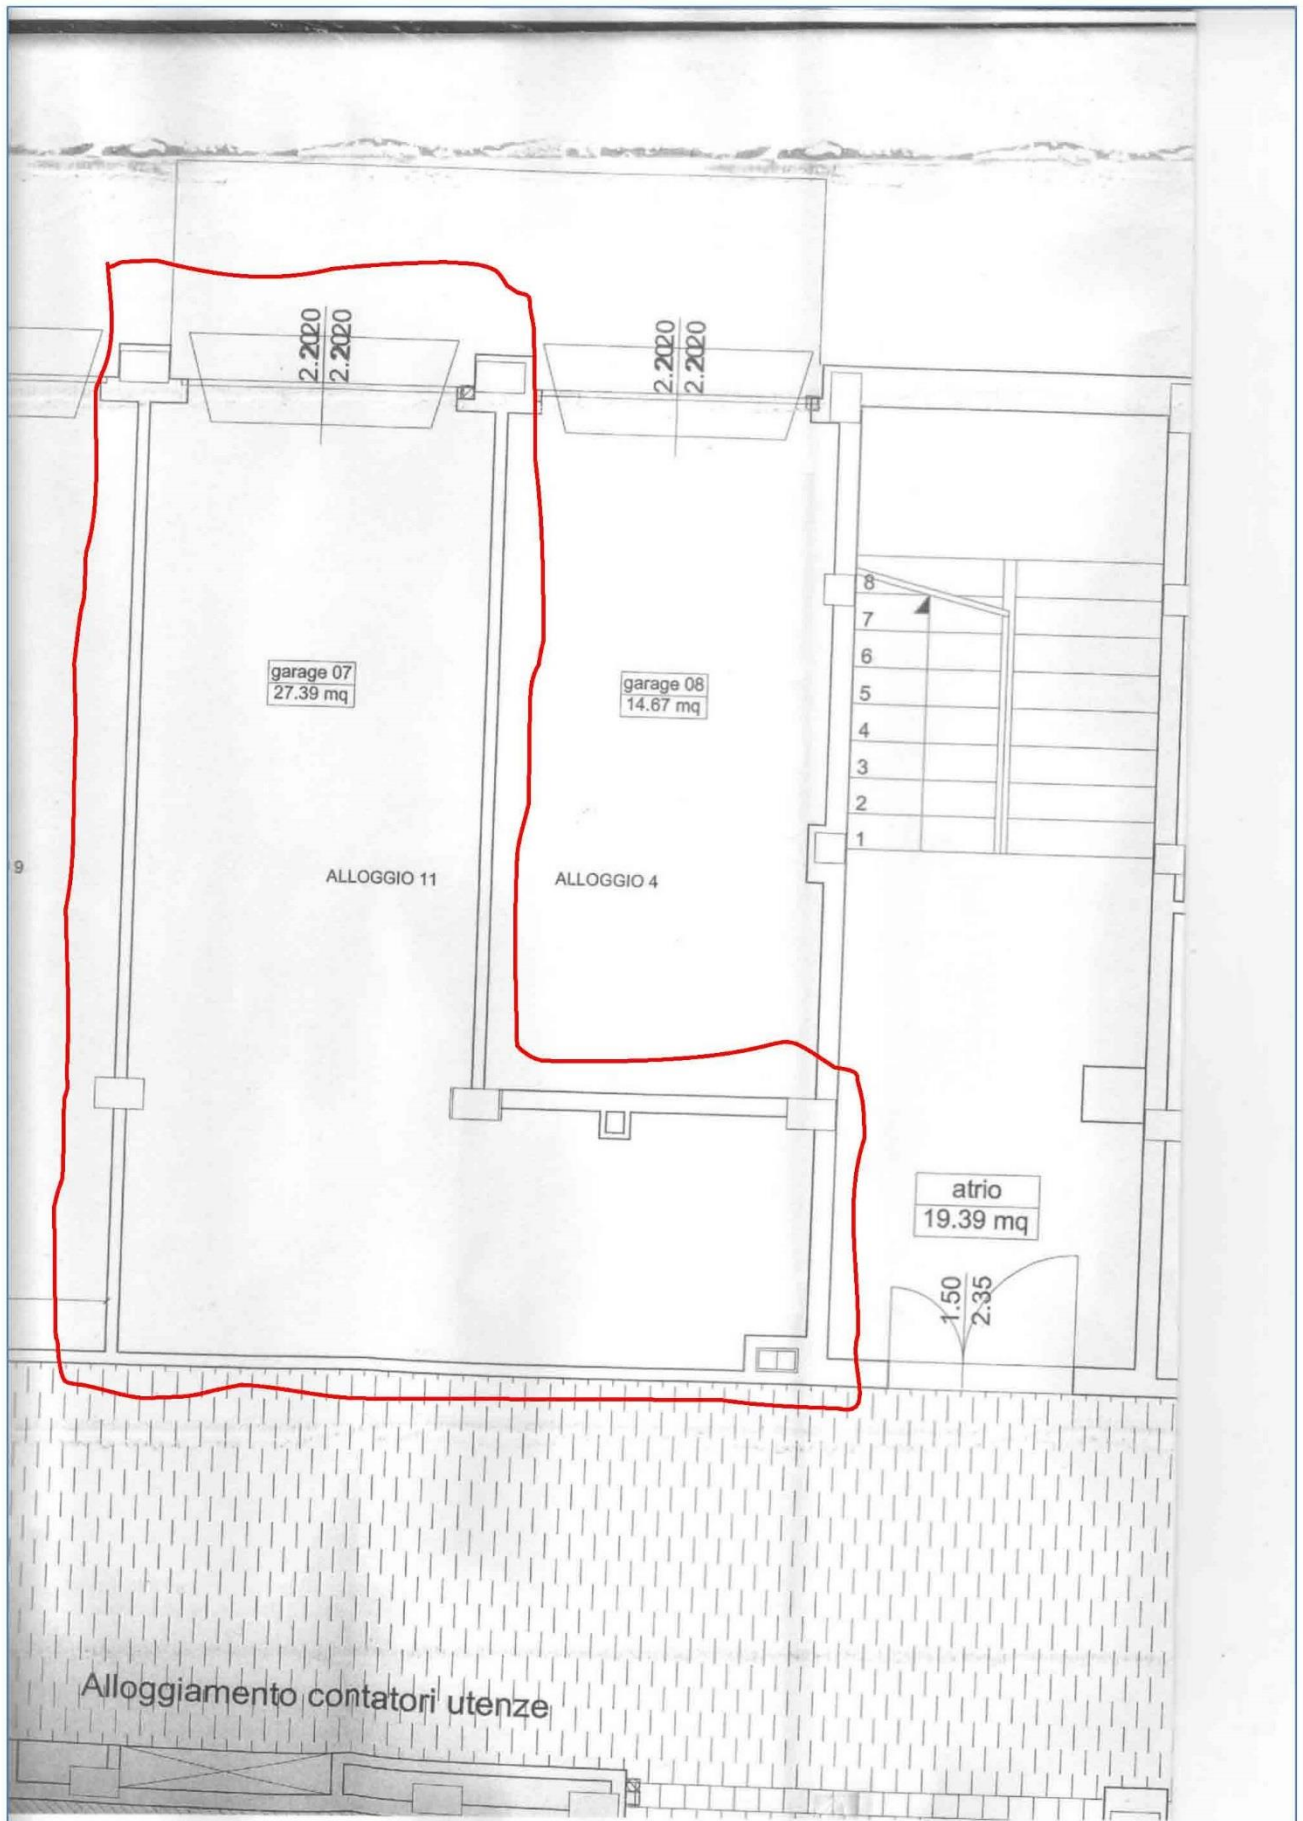 2.2020
2.2020
2.2020
2.2020
8
7
6
5
4
3
2
1
garage 07
27.39 mq
garage 08
14.67 mq
9
ALLOGGIO 11
ALLOGGIO 4
atrio
19.39 mq
1.50
2.35
Alloggiamento contatori utenze